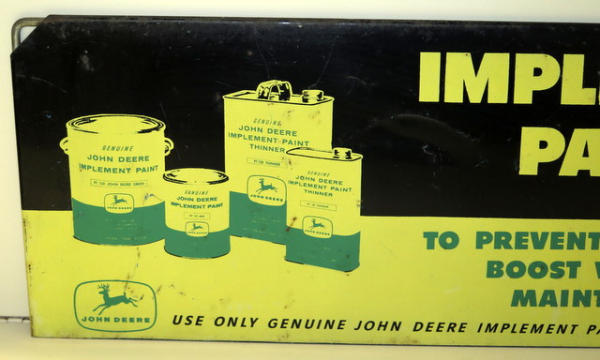 IMPL
PA
GENUINE
JOHN DEERE
IMPLEMENT PAINT
JOHN DEERE
GENUINE
JOHN DEERE
IMPLEMENT PAINT
JOHN DEERE
GENUINE
JOHN DEERE
IMPLEMENT PAINT
THINNER
JOHN DEERE
GENUINE
JOHN DEERE
IMPLEMENT PAINT
THINNER
JOHN DEERE
TO PREVENT
BOOST
MAINT
JOHN DEERE
USE ONLY GENUINE JOHN DEERE IMPLEMENT PA